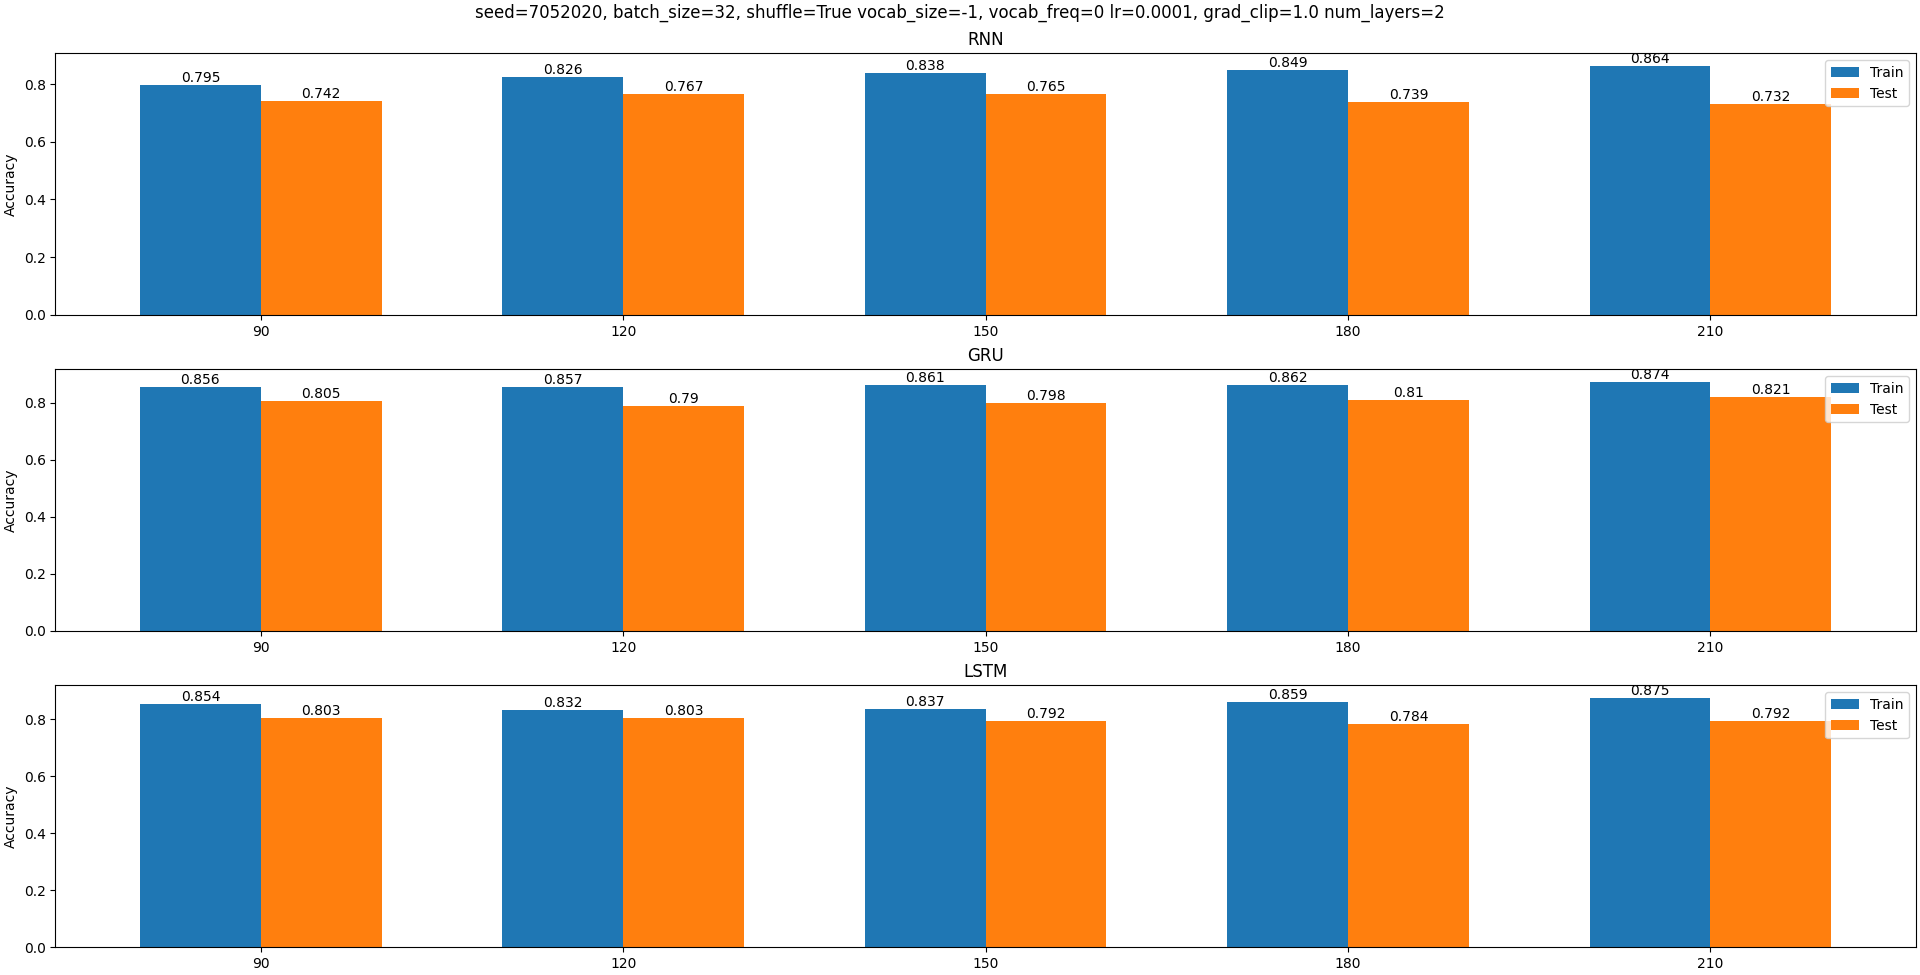 seed=7052020, batch_size=32, shuffle=True vocab_size=-1, vocab_freq=0 lr=0.0001, grad_clip=1.0 num_layers=2
RNN
Accuracy
0.8
0.6
0.4
0.2
0.0
0.795 0.742 0.826 0.767 0.838 0.765 0.849 0.739 0.864 0.732
Train
Test
90 120 150 180 210
GRU
Accuracy
0.8
0.6
0.4
0.2
0.0
0.856 0.805 0.857 0.79 0.861 0.798 0.862 0.81 0.874 0.821
Train
Test
90 120 150 180 210
LSTM
Accuracy
0.8
0.6
0.4
0.2
0.0
0.854 0.803 0.832 0.803 0.837 0.792 0.859 0.784 0.875 0.792
Train
Test
90 120 150 180 210